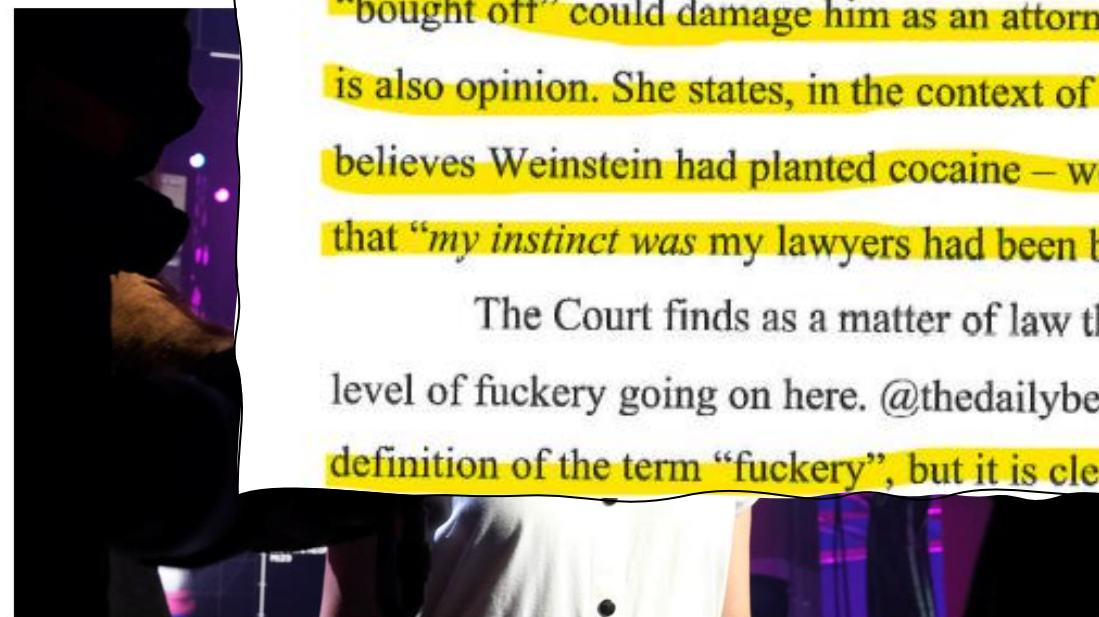 "bought off" could damage him as an attorn
is also opinion. She states, in the context of
believes Weinstein had planted cocaine – w
that "my instinct was my lawyers had been b
The Court finds as a matter of law th
level of fuckery going on here. @thedailybe
definition of the term "fuckery", but it is cle